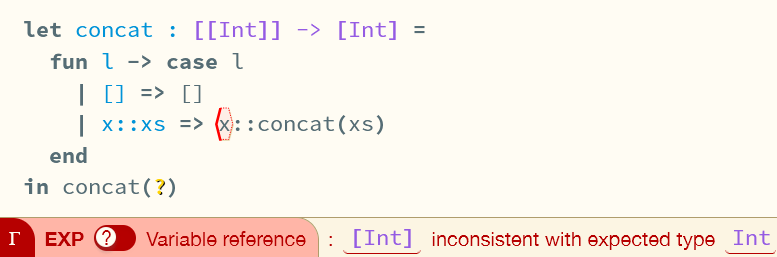 let concat : [[Int]] -> [Int] =
fun l -> case l
| [] => []
| x::xs => x::concat(xs)
end
in concat(?)
Γ EXP ? Variable reference : [Int] inconsistent with expected type Int